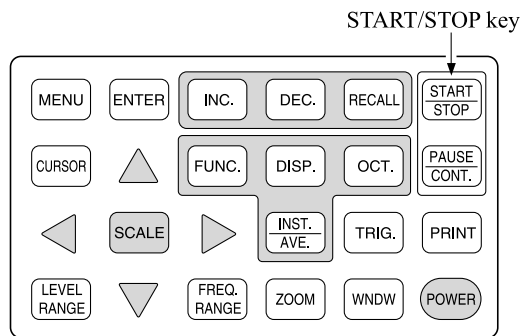 START/STOP key
MENU
ENTER
INC.
DEC.
RECALL
START
STOP
CURSOR
FUNC.
DISP.
OCT.
PAUSE
CONT.
SCALE
INST.
AVE.
TRIG.
PRINT
LEVEL
RANGE
FREQ.
RANGE
ZOOM
WNDW
POWER